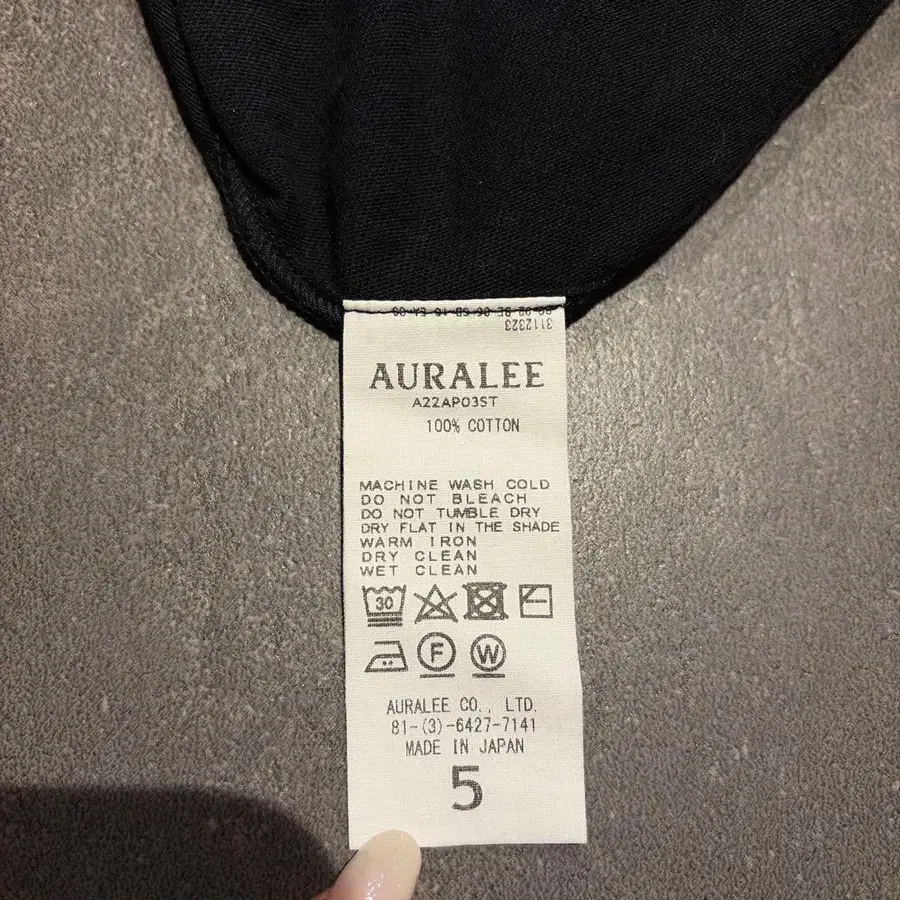 3112323
AURALEE
A22AP03ST
100% COTTON
MACHINE WASH COLD
DO NOT BLEACH
DO NOT TUMBLE DRY
DRY FLAT IN THE SHADE
WARM IRON
DRY CLEAN
WET CLEAN
30
F W
AURALEE CO., LTD.
81-(3)-6427-7141
MADE IN JAPAN
5